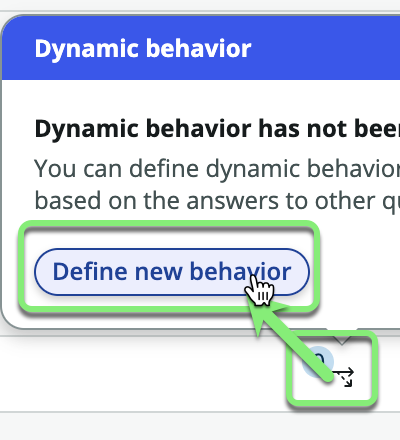 Dynamic behavior
Dynamic behavior has not been
You can define dynamic behavior
based on the answers to other
Define new behavior